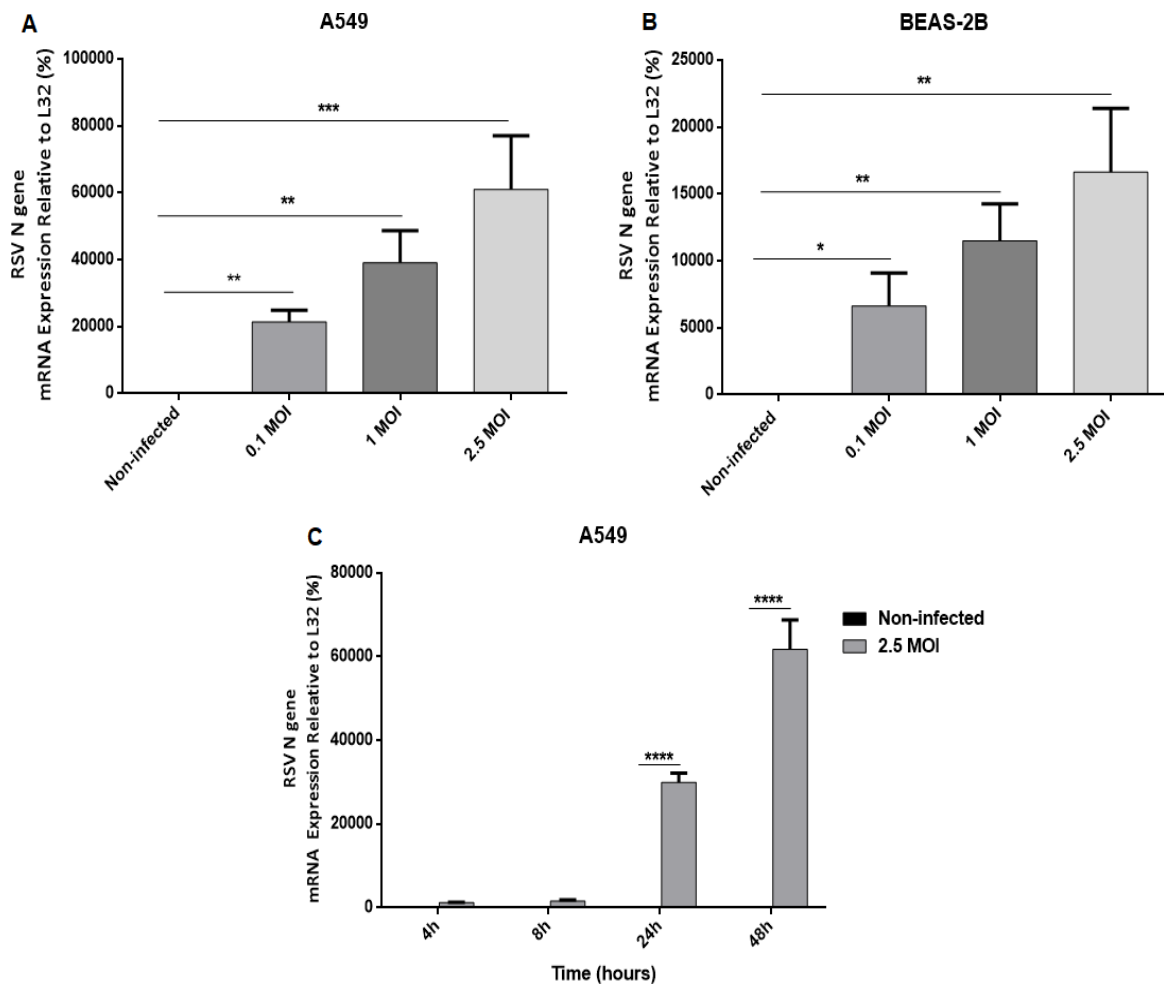 A
A549
RSV N gene
mRNA Expression Relative to L32 (%)
100000
80000
60000
40000
20000
0
***
**
**
Non-infected
0.1 MOI
1 MOI
2.5 MOI
B
BEAS-2B
RSV N gene
mRNA Expression Relative to L32 (%)
25000
20000
15000
10000
5000
0
**
**
*
Non-infected
0.1 MOI
1 MOI
2.5 MOI
C
A549
RSV N gene
mRNA Expression Releative to L32 (%)
80000
60000
40000
20000
0
****
****
Non-infected
2.5 MOI
4h
8h
24h
48h
Time (hours)